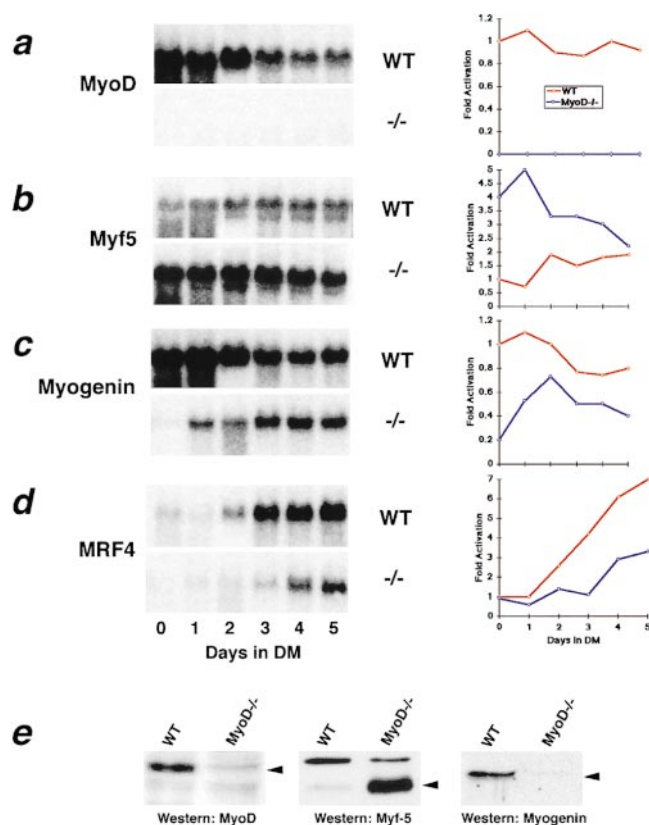 a
MyoD
WT
-/-
Fold Activation
1.2
1
0.8
0.6
0.4
0.2
0
WT
MyoD-/-
b
Myf5
WT
-/-
Fold Activation
5
4.5
4
3.5
3
2.5
2
1.5
1
0.5
0
c
Myogenin
WT
-/-
Fold Activation
1.2
1
0.8
0.6
0.4
0.2
0
d
MRF4
WT
-/-
0 1 2 3 4 5
Days in DM
Fold Activation
7
6
5
4
3
2
1
0
0 1 2 3 4 5
Days in DM
e
WT MyoD-/-
Western: MyoD
WT MyoD-/-
Western: Myf-5
WT MyoD-/-
Western: Myogenin